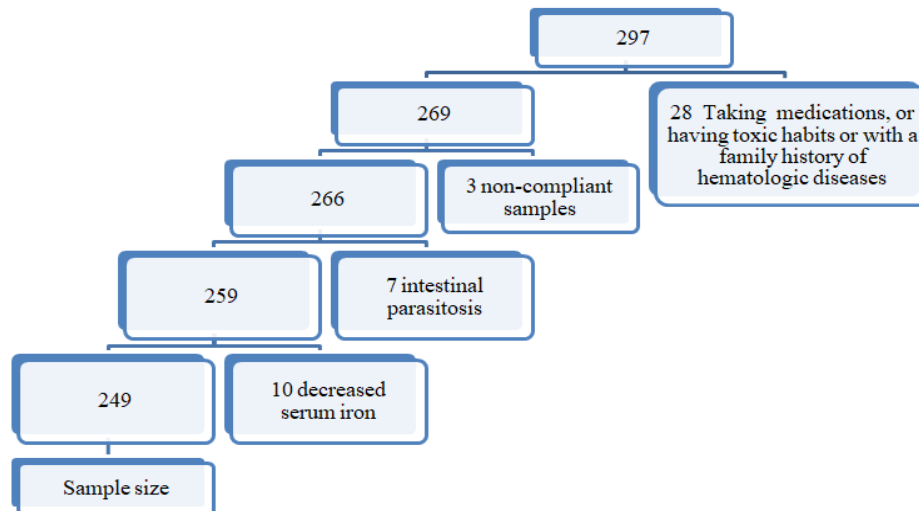 297
269
28 Taking medications, or
having toxic habits or with a
family history of
hematologic diseases
266
3 non-compliant
samples
259
7 intestinal
parasitosis
249
10 decreased
serum iron
Sample size